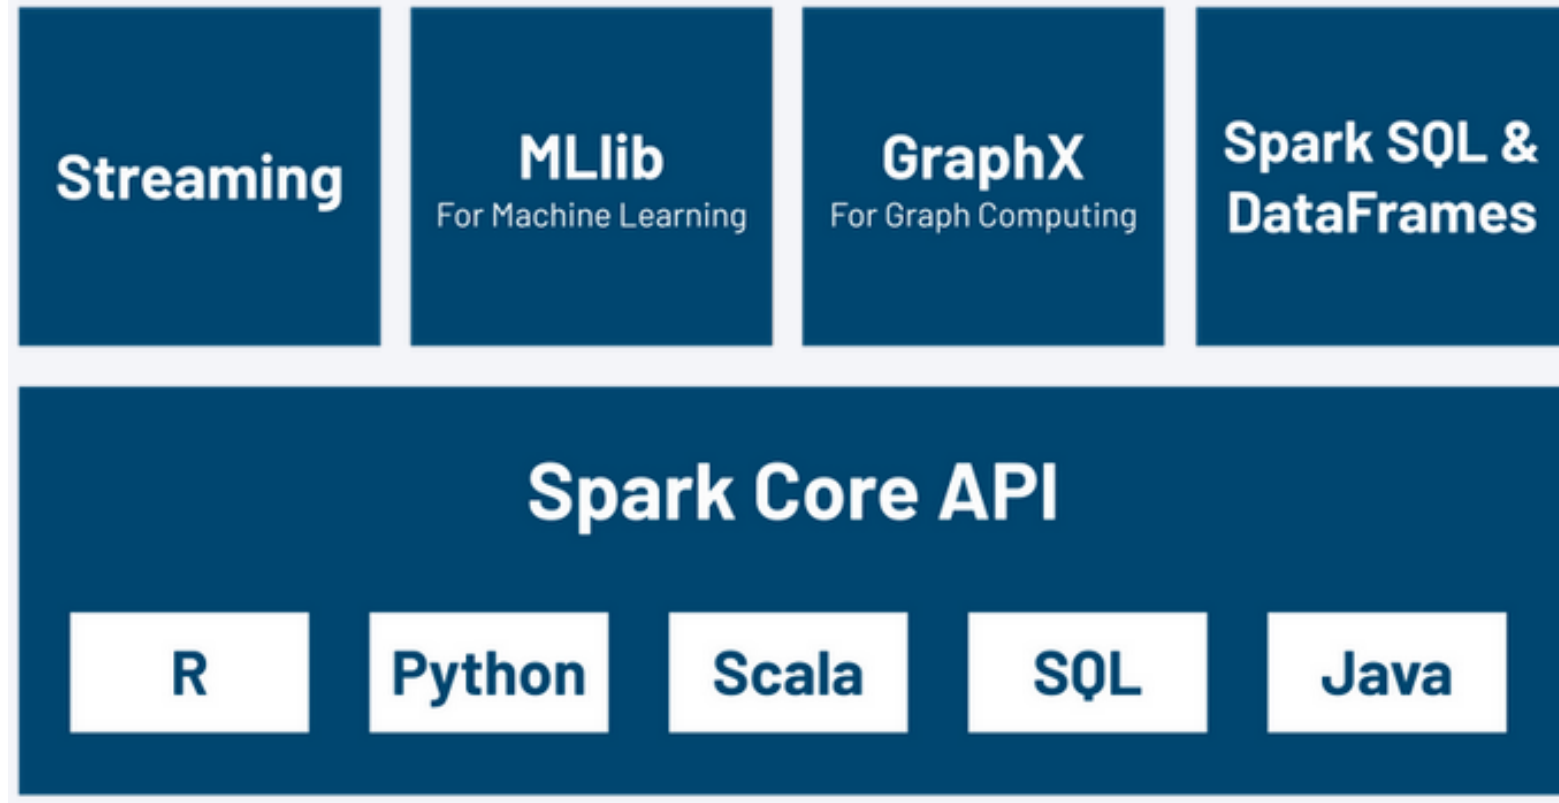 Streaming
MLlib
For Machine Learning
GraphX
For Graph Computing
Spark SQL &
DataFrames
Spark Core API
R
Python
Scala
SQL
Java